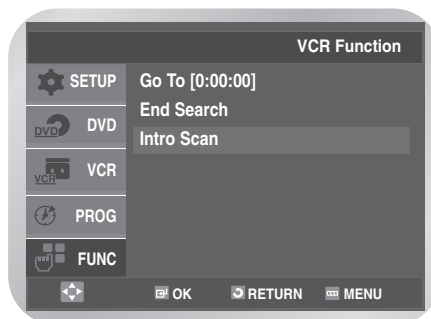 VCR Function
SETUP
Go To [0:00:00]
End Search
DVD DVD
Intro Scan
VCR VCR
PROG
FUNC
OK RETURN MENU